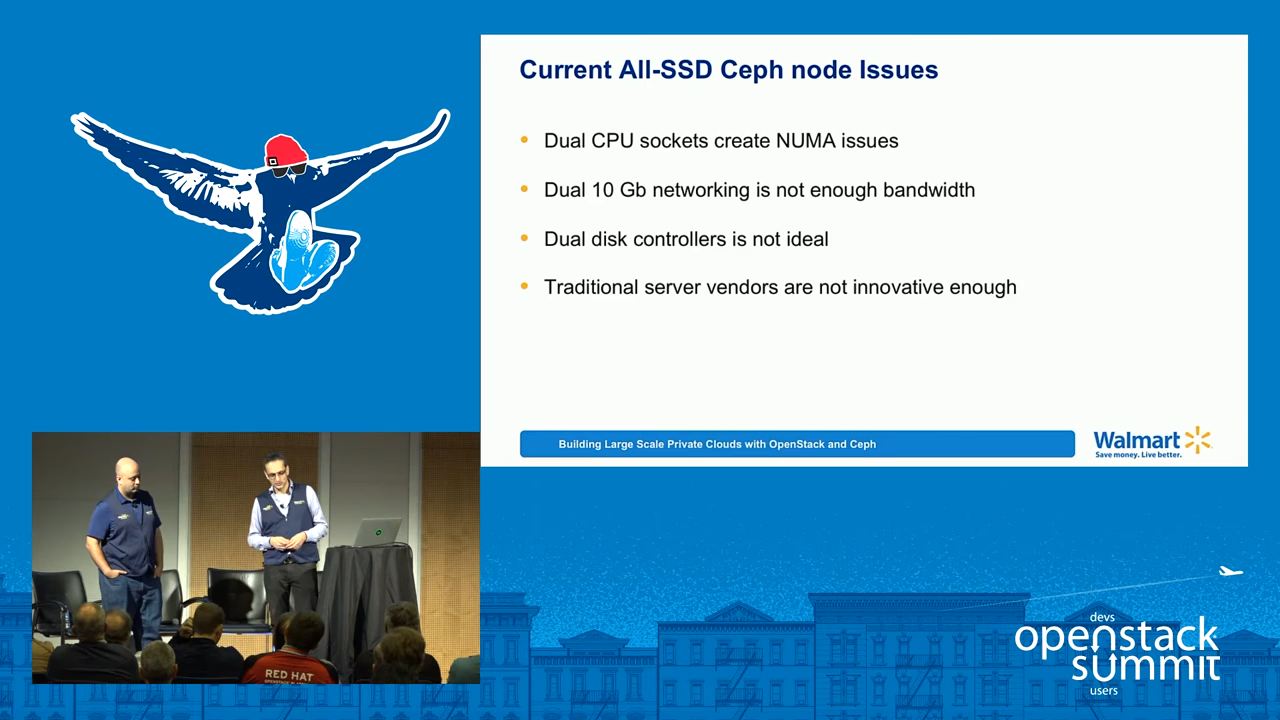 Current All-SSD Ceph node Issues
Dual CPU sockets create NUMA issues
Dual 10 Gb networking is not enough bandwidth
Dual disk controllers is not ideal
Traditional server vendors are not innovative enough
Building Large Scale Private Clouds with OpenStack and Ceph
Walmart
Save money. Live better.
RED HAT
devs
openstack
summit
users